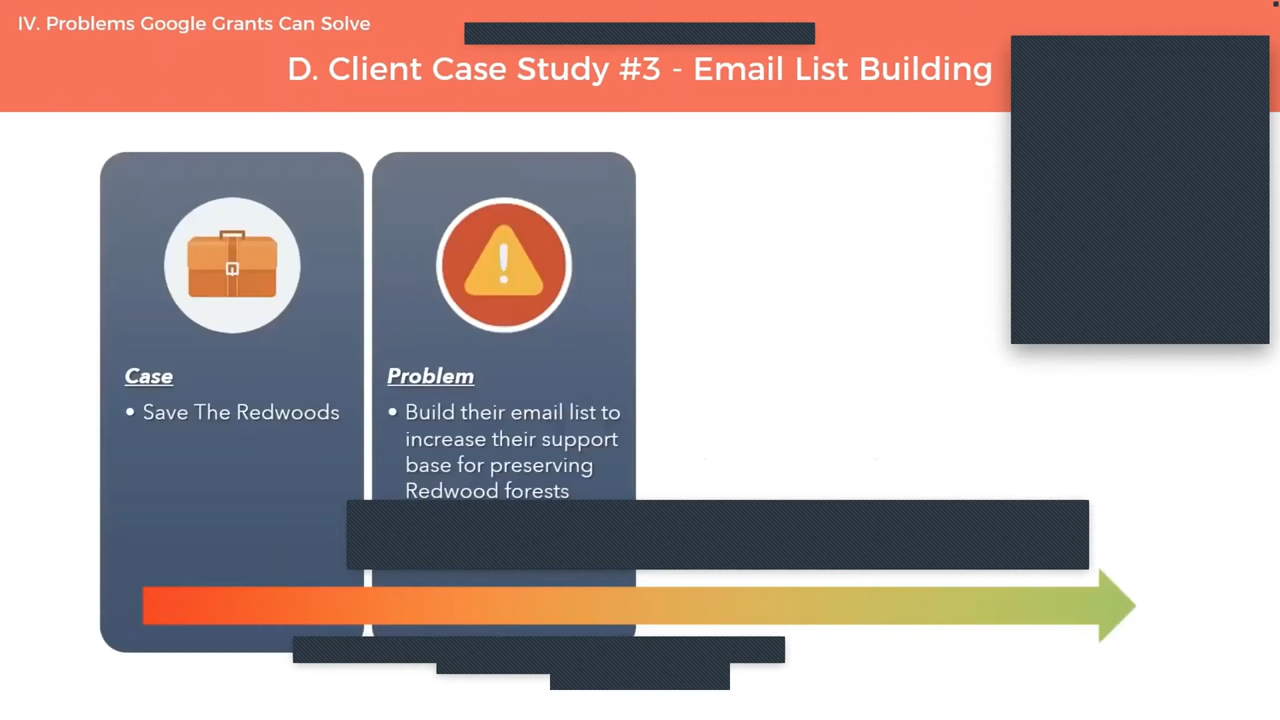 IV. Problems Google Grants Can Solve
D. Client Case Study #3 - Email List Building
Case
• Save The Redwoods
Problem
• Build their email list to
increase their support
base for preserving
Redwood forests